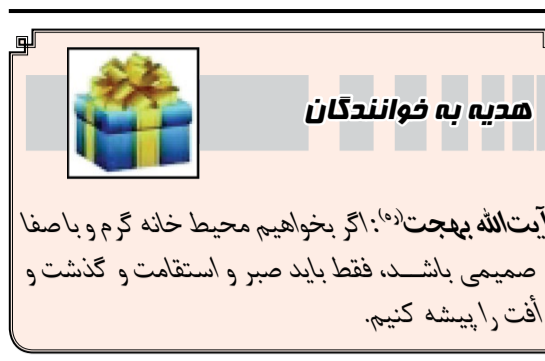 هدیه به خوانندگان
آیت‌الله بهجت(ره): اگر بخواهیم محیط خانه گرم و باصفا
صمیمی باشـــد، فقط باید صبر و استقامت و گذشت و
أفت را پیشه کنیم.